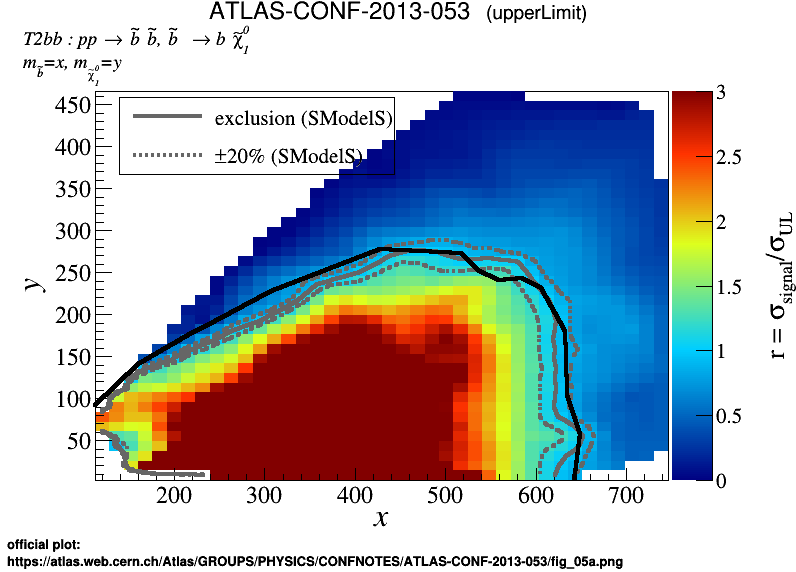 ATLAS-CONF-2013-053 (upperLimit)
T2bb : pp → b̃ b̃, b̃ → b χ̃₁⁰
m_b̃=x, m_χ̃₁⁰=y
exclusion (SModelS)
±20% (SModelS)
450
400
350
300
250
200
150
100
50
y
200 300 400 500 600 700
x
3
2.5
2
1.5
1
0.5
0
r = σ_signal/σ_UL
official plot:
https://atlas.web.cern.ch/Atlas/GROUPS/PHYSICS/CONFNOTES/ATLAS-CONF-2013-053/fig_05a.png